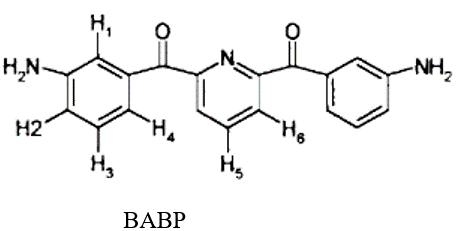 H₁ O N O
H₂N NH₂
H2 H₄ H₆
H₃ H₅
BABP